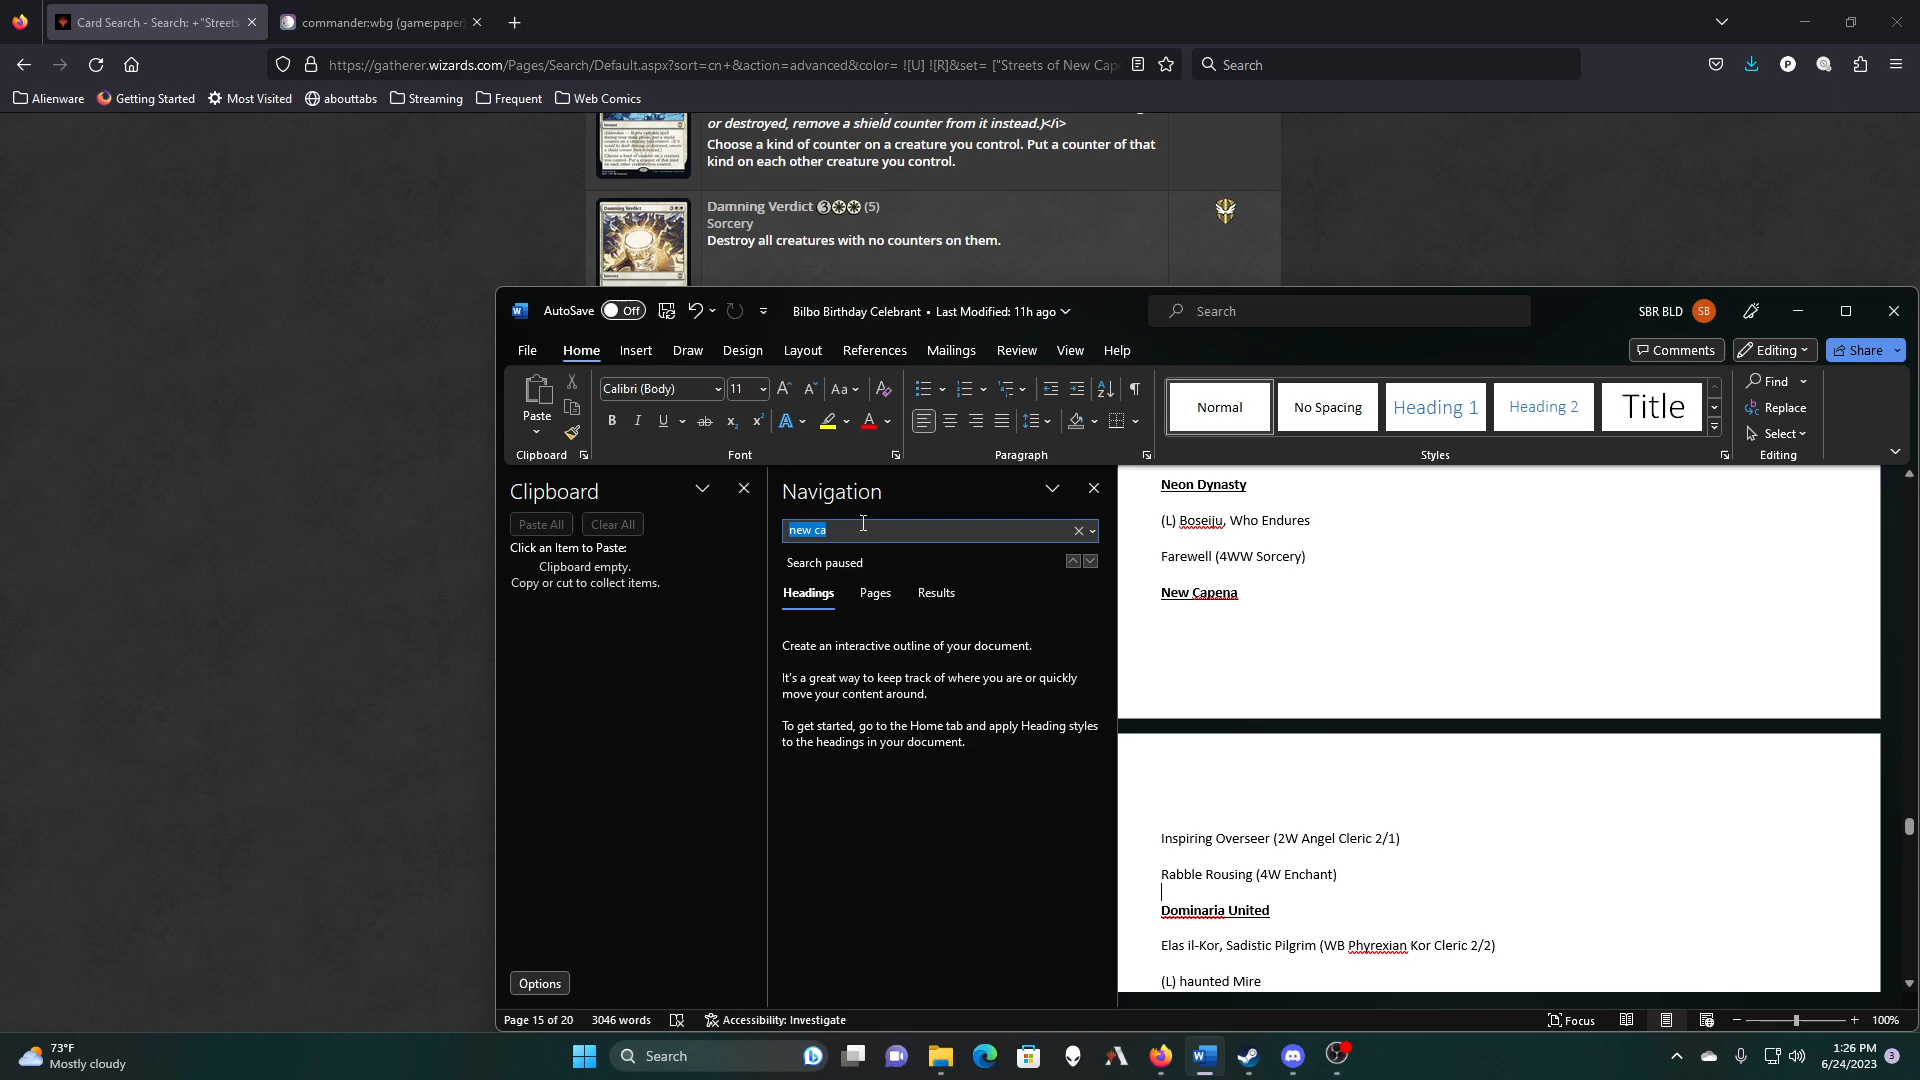 Card Search - Search: +"Streets
commander:wbg (game:paper
https://gatherer.wizards.com/Pages/Search/Default.aspx?sort=cn+&action=advanced&color= ![U] ![R]&set= ["Streets of New Cap
Search
Alienware
Getting Started
Most Visited
abouttabs
Streaming
Frequent
Web Comics
or destroyed, remove a shield counter from it instead.)</i>
Choose a kind of counter on a creature you control. Put a counter of that
kind on each other creature you control.
Damning Verdict 3 (5)
Sorcery
Destroy all creatures with no counters on them.
Damning Verdict
AutoSave Off
Bilbo Birthday Celebrant • Last Modified: 11h ago
Search
SBR BLD SB
File Home Insert Draw Design Layout References Mailings Review View Help
Comments Editing Share
Paste
Clipboard
Calibri (Body) 11
Font
Paragraph
Normal No Spacing Heading 1 Heading 2 Title
Styles
Find
Replace
Select
Editing
Clipboard
Paste All Clear All
Click an Item to Paste:
Clipboard empty.
Copy or cut to collect items.
Options
Navigation
new ca
Search paused
Headings Pages Results
Create an interactive outline of your document.
It's a great way to keep track of where you are or quickly
move your content around.
To get started, go to the Home tab and apply Heading styles
to the headings in your document.
Neon Dynasty
(L) Boseiju, Who Endures
Farewell (4WW Sorcery)
New Capena
Inspiring Overseer (2W Angel Cleric 2/1)
Rabble Rousing (4W Enchant)
Dominaria United
Elas il-Kor, Sadistic Pilgrim (WB Phyrexian Kor Cleric 2/2)
(L) haunted Mire
Page 15 of 20 3046 words Accessibility: Investigate Focus 100%
73°F
Mostly cloudy
Search
1:26 PM
6/24/2023
3